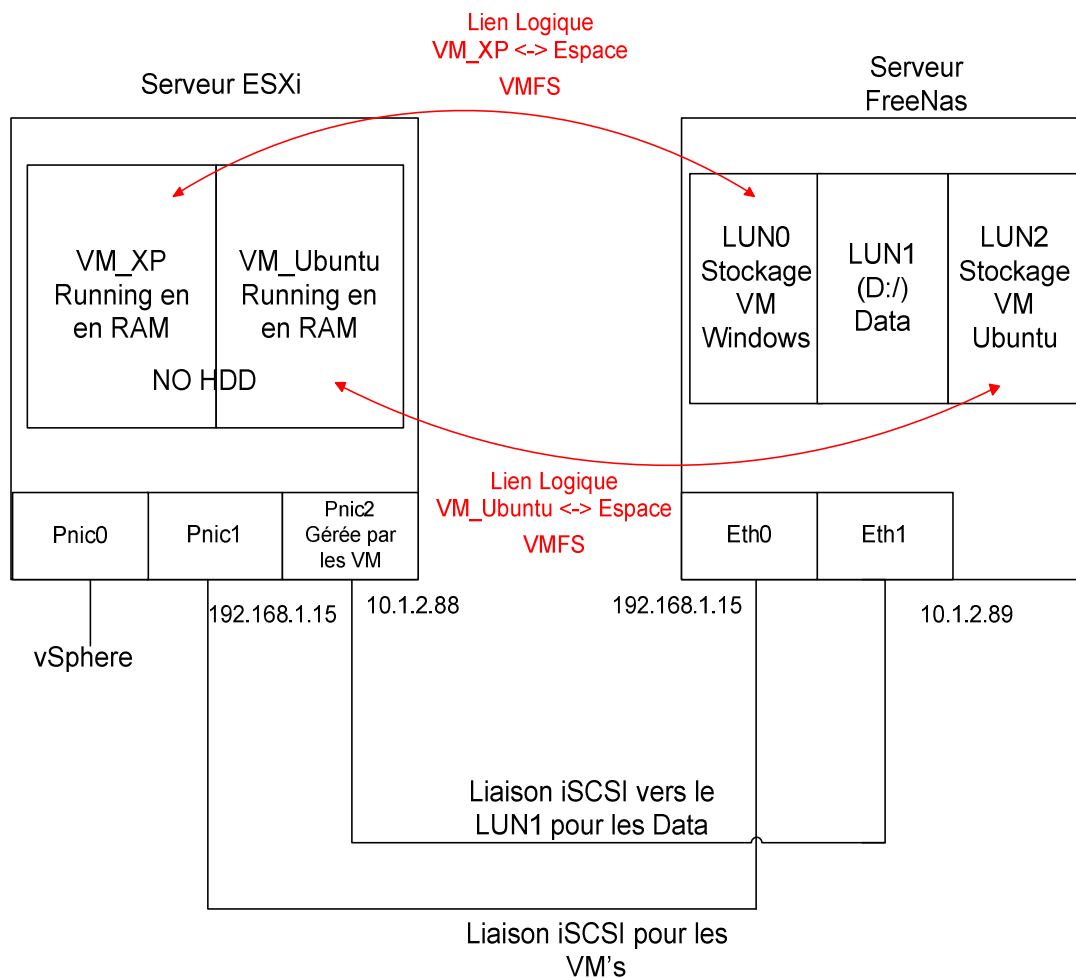 Lien Logique
VM_XP <-> Espace
VMFS
Serveur ESXi
Serveur
FreeNas
VM_XP
Running en
en RAM
VM_Ubuntu
Running en
en RAM
NO HDD
LUN0
Stockage
VM
Windows
LUN1
(D:/)
Data
LUN2
Stockage
VM
Ubuntu
Lien Logique
VM_Ubuntu <-> Espace
VMFS
Pnic0
Pnic1
Pnic2
Gérée par
les VM
Eth0
Eth1
192.168.1.15
10.1.2.88
192.168.1.15
10.1.2.89
vSphere
Liaison iSCSI vers le
LUN1 pour les Data
Liaison iSCSI pour les
VM's